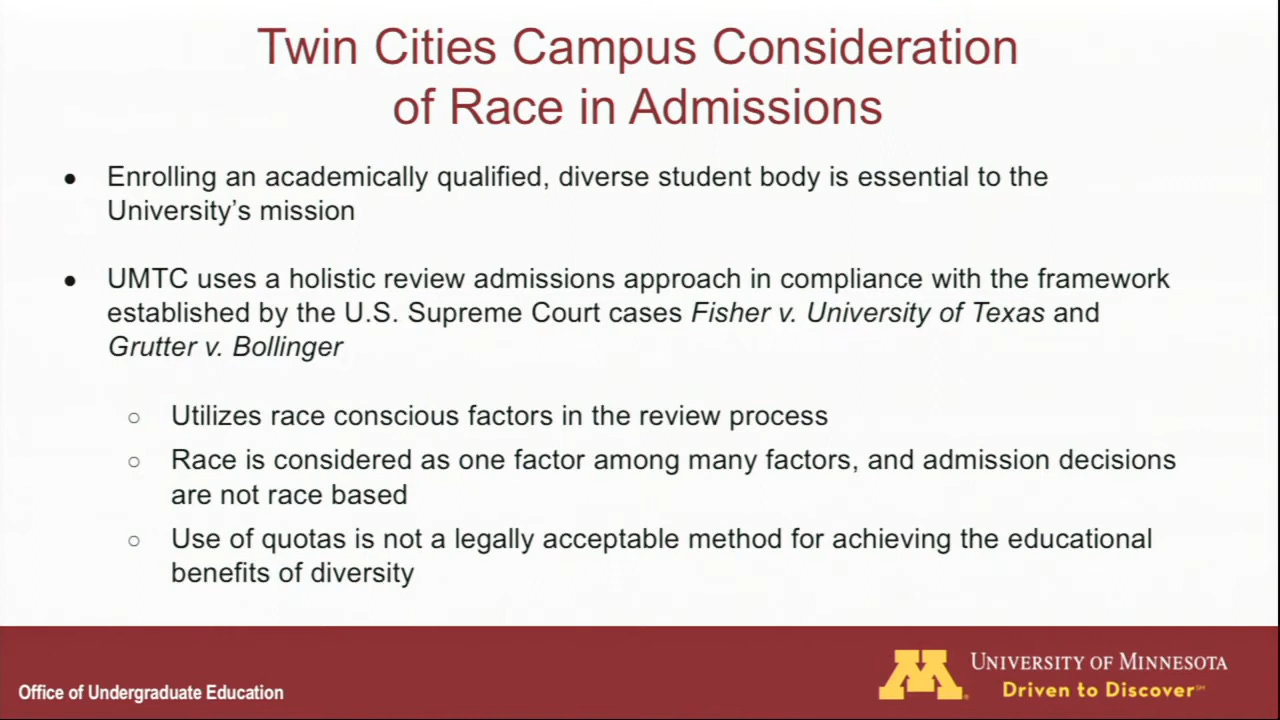 Twin Cities Campus Consideration
of Race in Admissions
● Enrolling an academically qualified, diverse student body is essential to the
University’s mission
● UMTC uses a holistic review admissions approach in compliance with the framework
established by the U.S. Supreme Court cases Fisher v. University of Texas and
Grutter v. Bollinger
○ Utilizes race conscious factors in the review process
○ Race is considered as one factor among many factors, and admission decisions
are not race based
○ Use of quotas is not a legally acceptable method for achieving the educational
benefits of diversity
Office of Undergraduate Education
M®
UNIVERSITY OF MINNESOTA
Driven to Discover℠